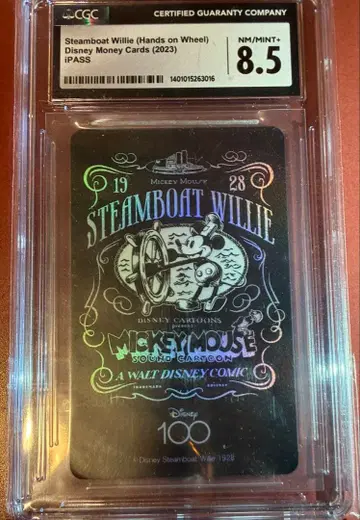 CGC
CERTIFIED GUARANTY COMPANY
Steamboat Willie (Hands on Wheel)
Disney Money Cards (2023)
iPASS
1401015263016
NM/MINT+
8.5
MICKEY MOUSE
19 28
STEAMBOAT WILLIE
DISNEY CARTOONS
PRESENT
MICKEY MOUSE
SOUND CARTOON
A WALT DISNEY COMIC
Disney
100
© Disney Steamboat Willie 1928